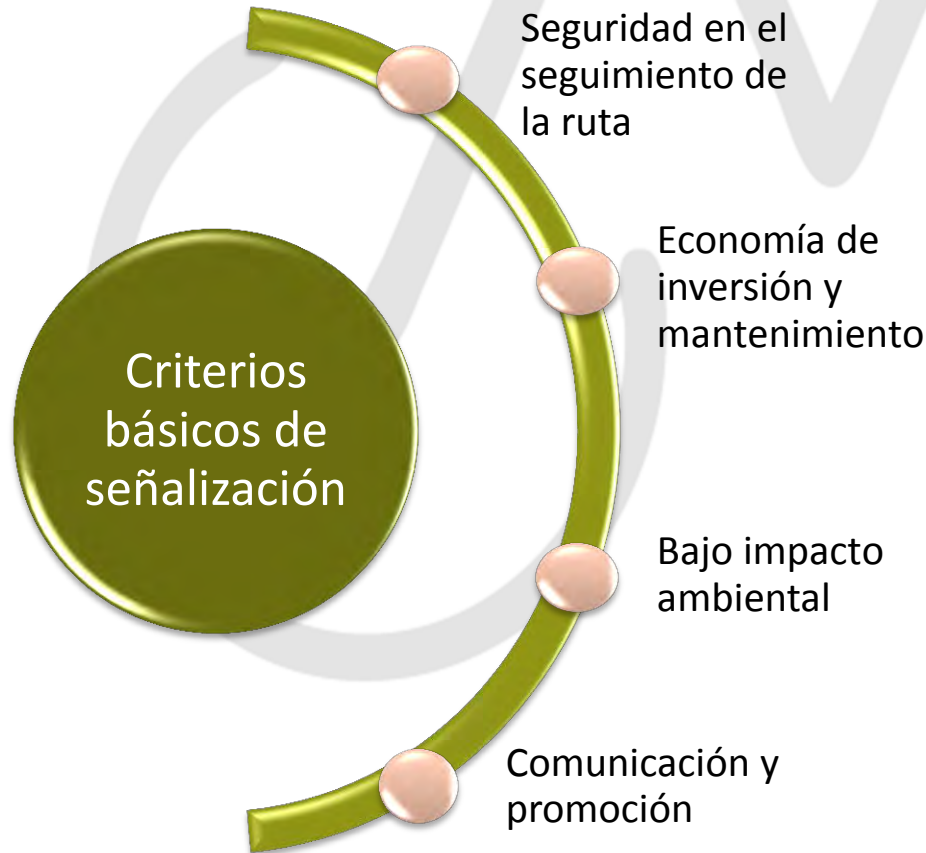 Seguridad en el
seguimiento de
la ruta
Economía de
inversión y
mantenimiento
Criterios
básicos de
señalización
Bajo impacto
ambiental
Comunicación y
promoción